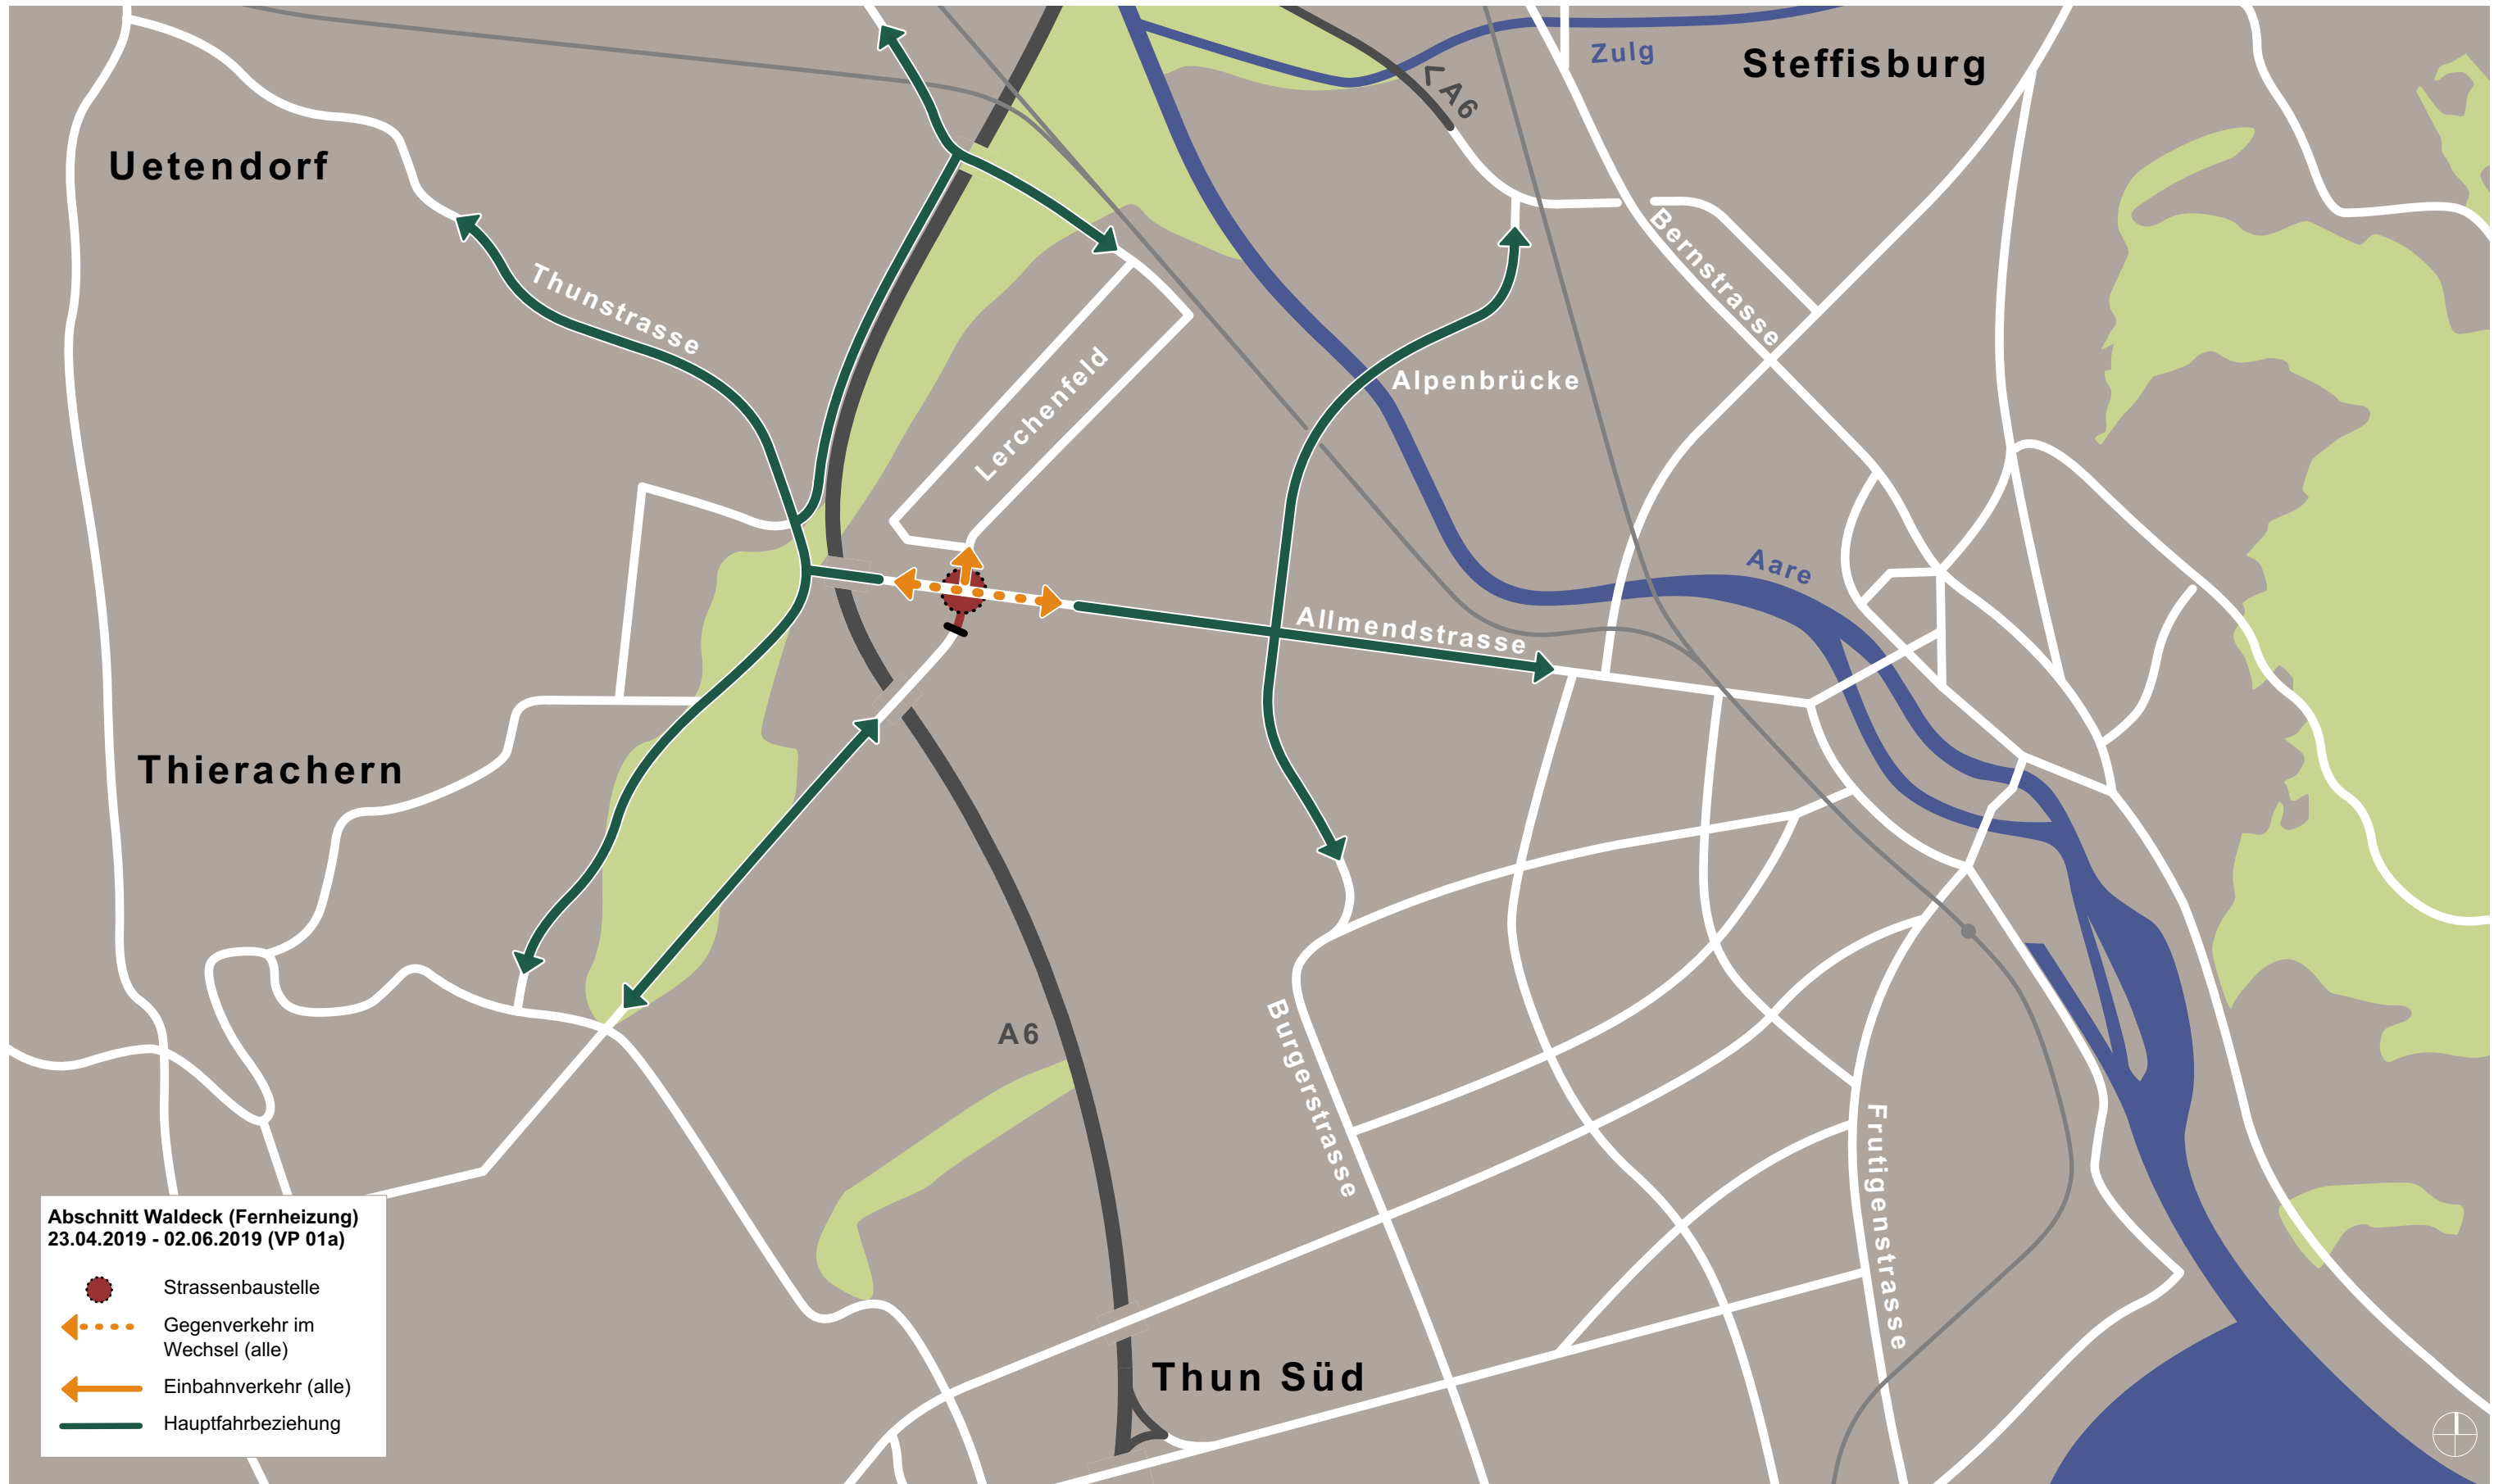 Zulg
Steffisburg
< A6
Uetendorf
Bernstrasse
Thunstrasse
Lerchenfeld
Alpenbrücke
Aare
Allmendstrasse
Thierachern
A6
Burgerstrasse
Frutigenstrasse
Thun Süd
Abschnitt Waldeck (Fernheizung)
23.04.2019 - 02.06.2019 (VP 01a)
Strassenbaustelle
Gegenverkehr im
Wechsel (alle)
Einbahnverkehr (alle)
Hauptfahrbeziehung